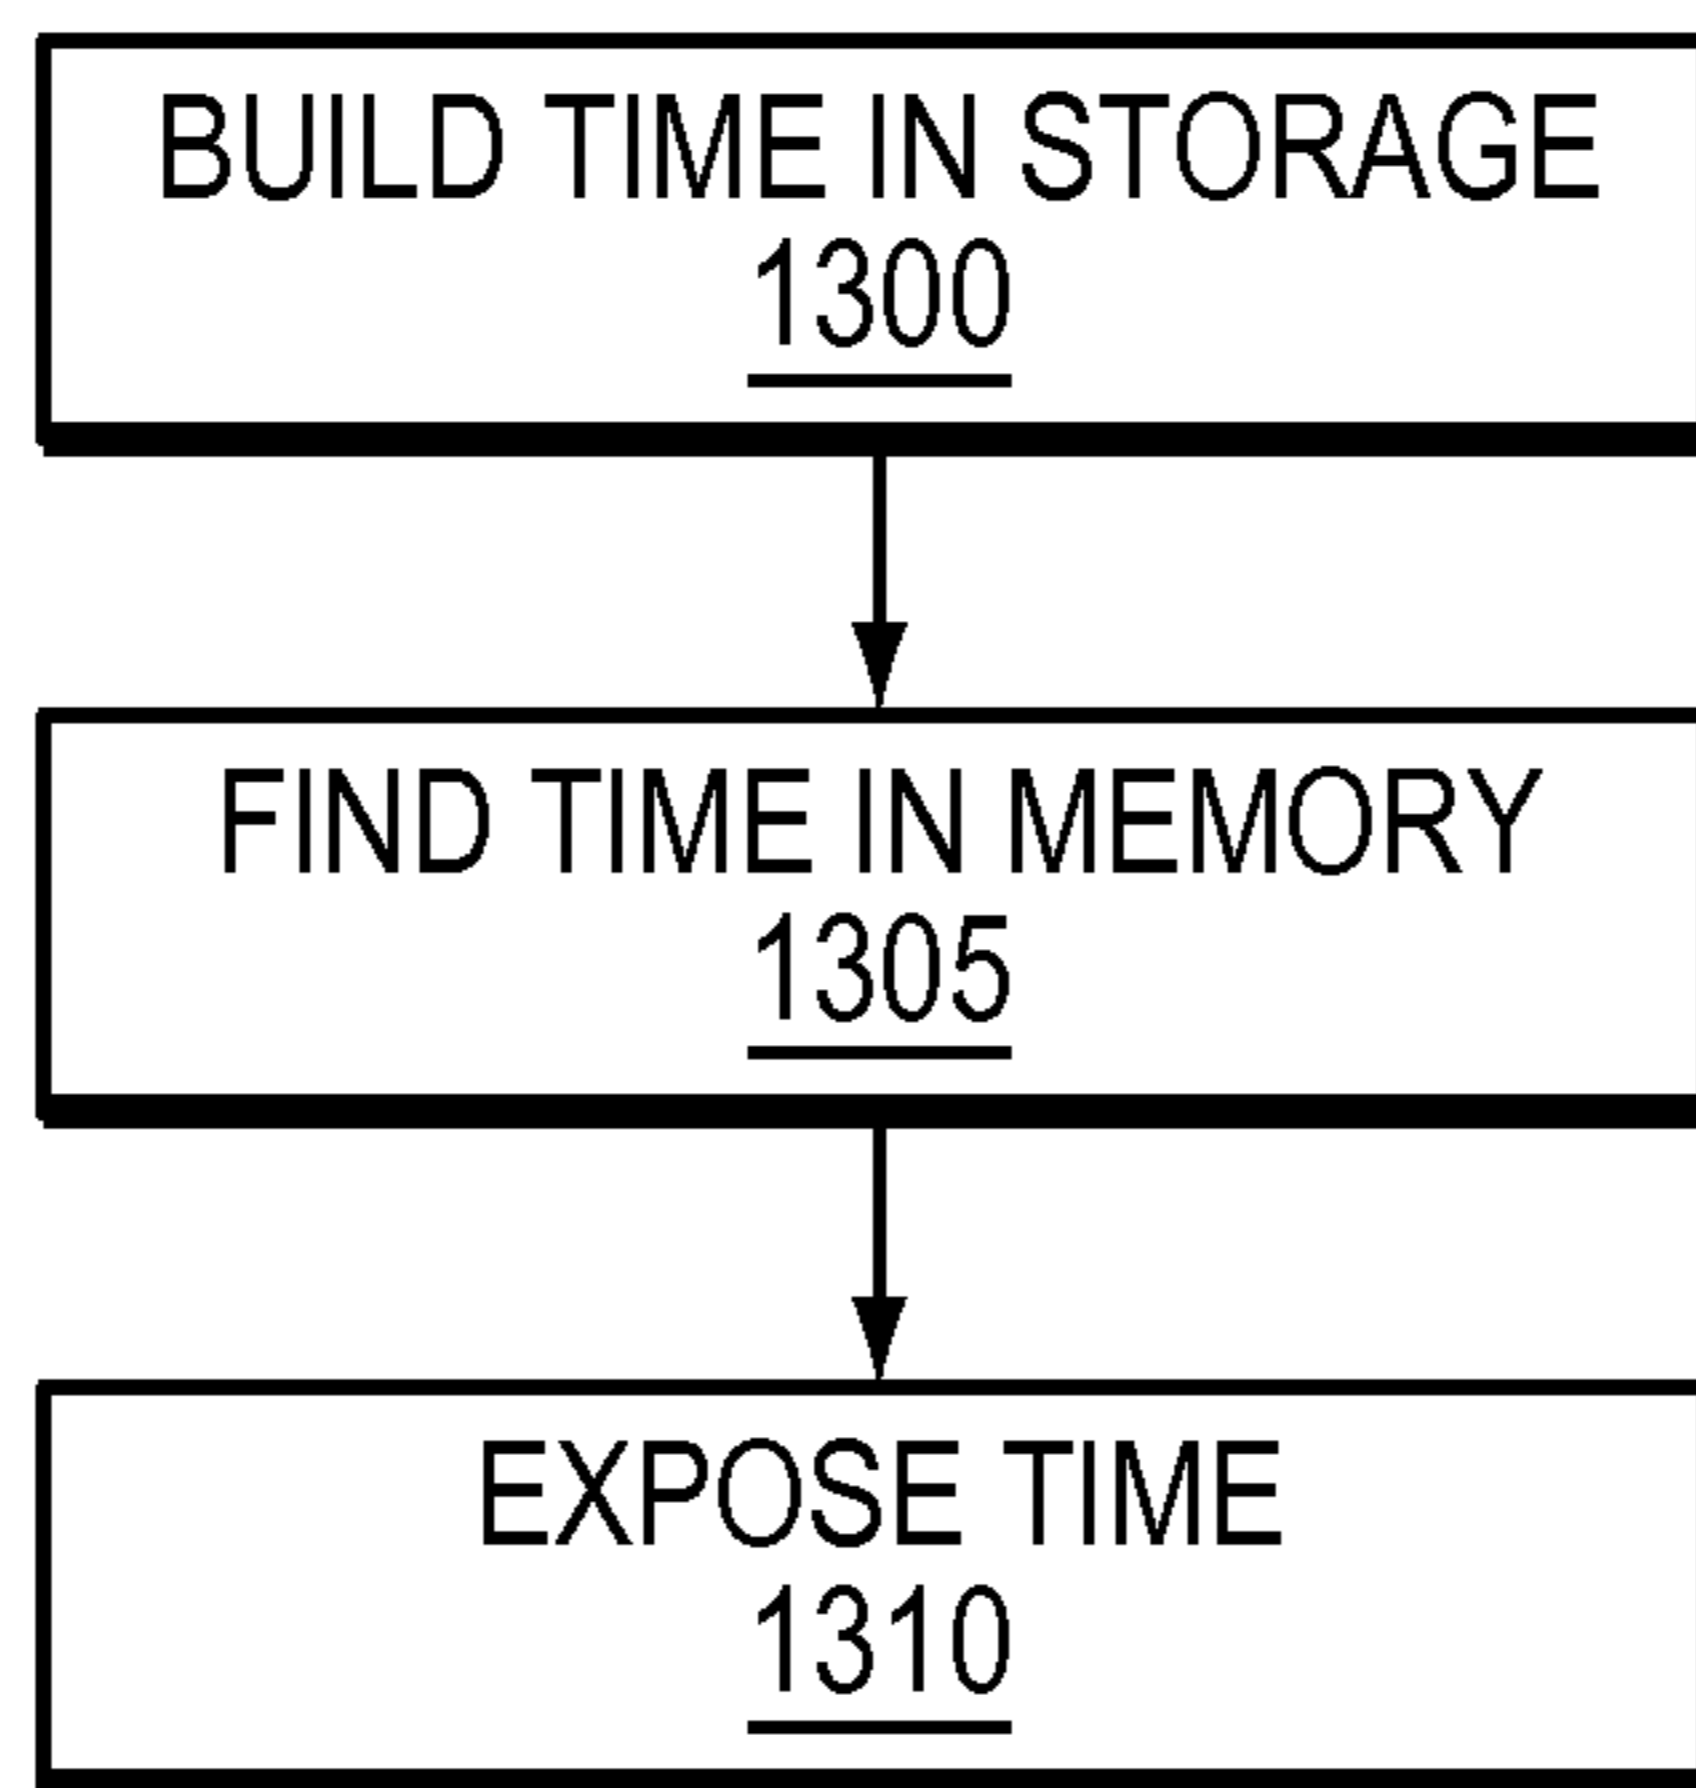 BUILD TIME IN STORAGE
1300
FIND TIME IN MEMORY
1305
EXPOSE TIME
1310